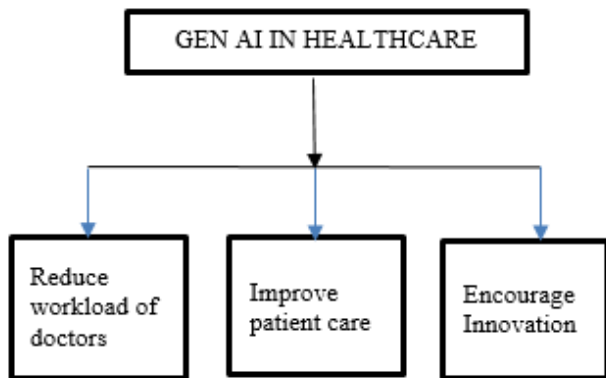 GEN AI IN HEALTHCARE
Reduce
workload of
doctors
Improve
patient care
Encourage
Innovation